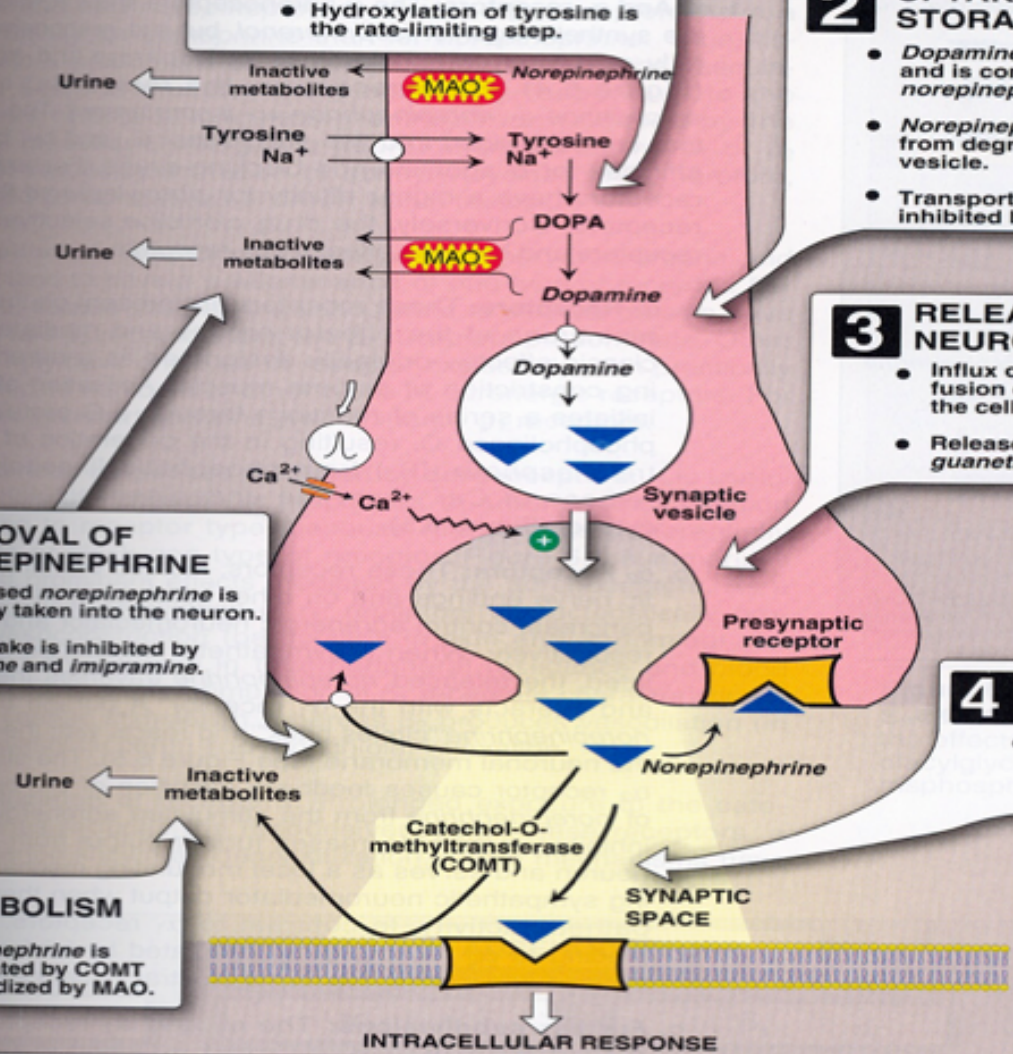 • Hydroxylation of tyrosine is
the rate-limiting step.
2
STORA
• Dopamine
and is con
norepinep
• Norepinep
from degr
vesicle.
• Transport
inhibited
Urine
Inactive
metabolites
MAO
Norepinephrine
Tyrosine
Na+
Tyrosine
Na+
DOPA
Urine
Inactive
metabolites
MAO
Dopamine
Dopamine
3
RELEA
NEUR
• Influx
fusion
the cell
• Release
guanet
Ca2+
Ca2+
Synaptic
vesicle
+
OVAL OF
EPINEPHRINE
sed norepinephrine is
y taken into the neuron.
ake is inhibited by
ne and imipramine.
Presynaptic
receptor
4
Norepinephrine
Urine
Inactive
metabolites
Catechol-O-
methyltransferase
(COMT)
SYNAPTIC
SPACE
BOLISM
nephrine is
ted by COMT
dized by MAO.
INTRACELLULAR RESPONSE